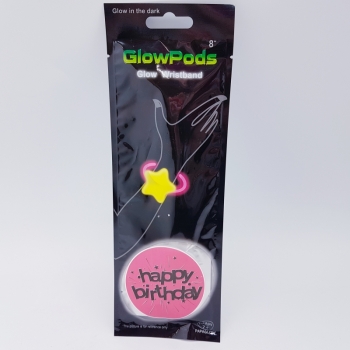 Glow in the dark
8+
GlowPods
Glow Wristband
happy
birthday